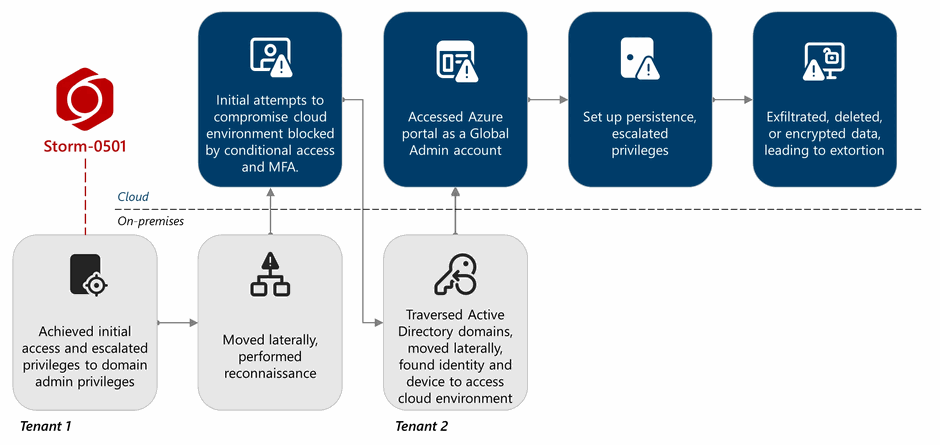 Storm-0501
Initial attempts to
compromise cloud
environment blocked
by conditional access
and MFA.
Accessed Azure
portal as a Global
Admin account
Set up persistence,
escalated
privileges
Exfiltrated, deleted,
or encrypted data,
leading to extortion
Cloud
On-premises
Achieved initial
access and escalated
privileges to domain
admin privileges
Moved laterally,
performed
reconnaissance
Traversed Active
Directory domains,
moved laterally,
found identity and
device to access
cloud environment
Tenant 1
Tenant 2